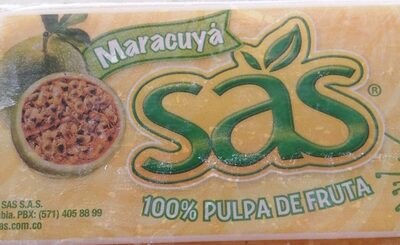 Maracuyá
sas®
100% PULPA DE FRUTA
SAS S.A.S.
bia. PBX: (571) 405 88 99
as.com.co